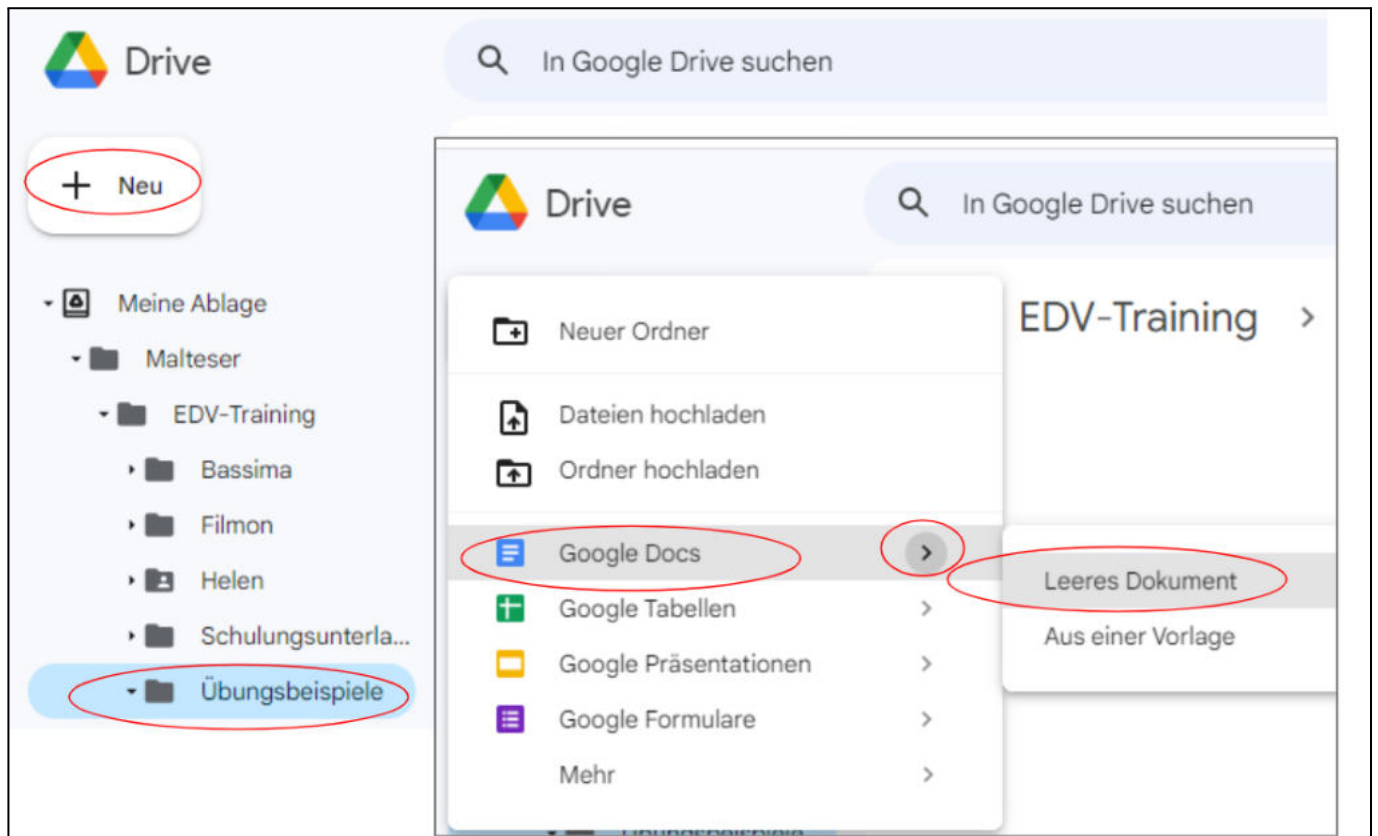 Drive
In Google Drive suchen
Neu
Meine Ablage
Malteser
EDV-Training
Bassima
Filmon
Helen
Schulungsunterla...
Übungsbeispiele
Drive
In Google Drive suchen
EDV-Training
Neuer Ordner
Dateien hochladen
Ordner hochladen
Google Docs
Leeres Dokument
Google Tabellen
Aus einer Vorlage
Google Präsentationen
Google Formulare
Mehr